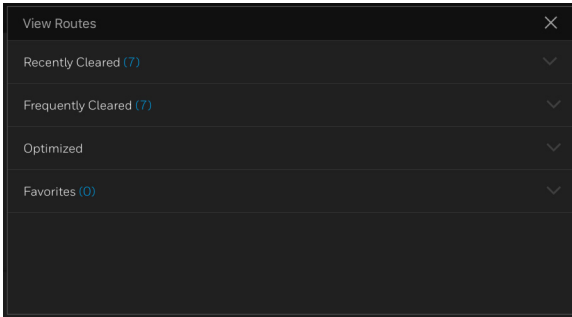 View Routes
Recently Cleared (7)
Frequently Cleared (7)
Optimized
Favorites (0)